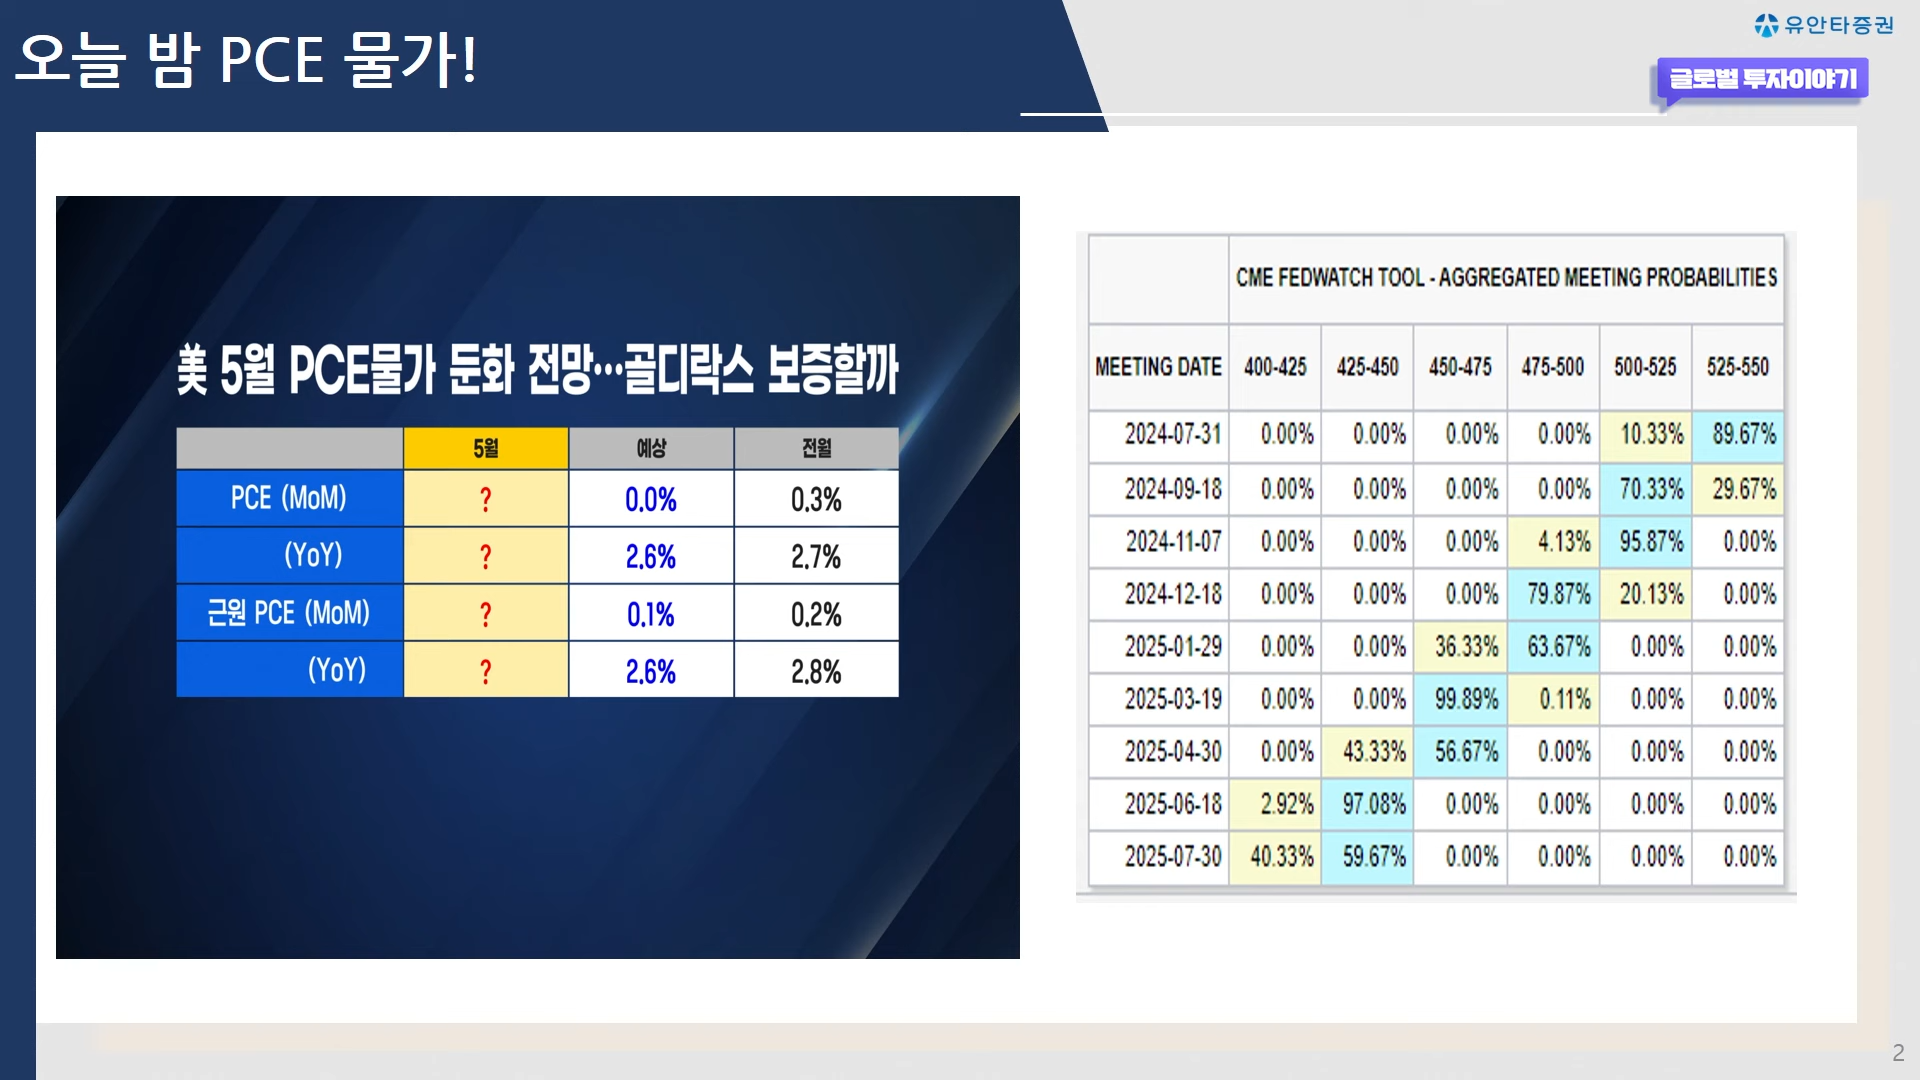 오늘 밤 PCE 물가!
유안타증권
글로벌 투자이야기
美 5월 PCE물가 둔화 전망…골디락스 보증할까
5월 예상 전월
PCE (MoM) ? 0.0% 0.3%
(YoY) ? 2.6% 2.7%
근원 PCE (MoM) ? 0.1% 0.2%
(YoY) ? 2.6% 2.8%
CME FEDWATCH TOOL - AGGREGATED MEETING PROBABILITIES
MEETING DATE 400-425 425-450 450-475 475-500 500-525 525-550
2024-07-31 0.00% 0.00% 0.00% 0.00% 10.33% 89.67%
2024-09-18 0.00% 0.00% 0.00% 0.00% 70.33% 29.67%
2024-11-07 0.00% 0.00% 0.00% 4.13% 95.87% 0.00%
2024-12-18 0.00% 0.00% 0.00% 79.87% 20.13% 0.00%
2025-01-29 0.00% 0.00% 36.33% 63.67% 0.00% 0.00%
2025-03-19 0.00% 0.00% 99.89% 0.11% 0.00% 0.00%
2025-04-30 0.00% 43.33% 56.67% 0.00% 0.00% 0.00%
2025-06-18 2.92% 97.08% 0.00% 0.00% 0.00% 0.00%
2025-07-30 40.33% 59.67% 0.00% 0.00% 0.00% 0.00%
2